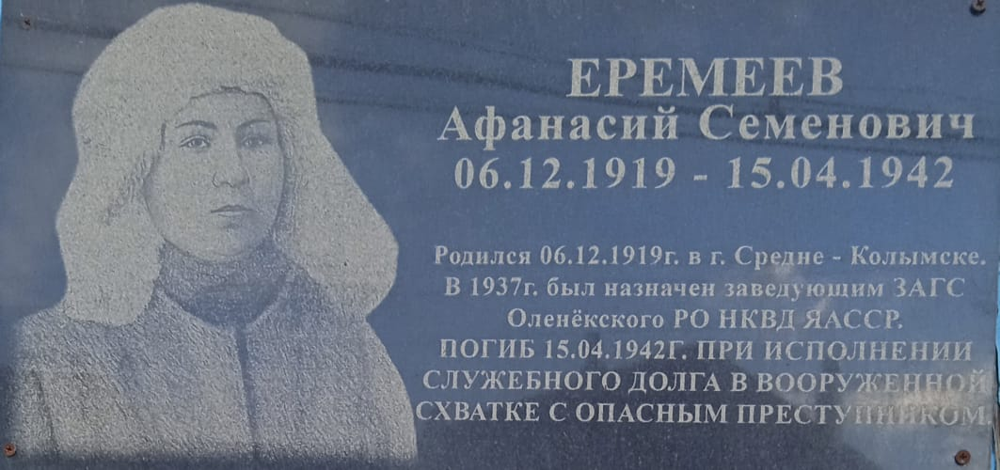 ЕРЕМЕЕВ
Афанасий Семенович
06.12.1919 - 15.04.1942
Родился 06.12.1919г. в г. Средне - Колымске.
В 1937г. был назначен заведующим ЗАГС
Оленёкского РО НКВД ЯАССР.
ПОГИБ 15.04.1942Г. ПРИ ИСПОЛНЕНИИ
СЛУЖЕБНОГО ДОЛГА В ВООРУЖЕННОЙ
СХВАТКЕ С ОПАСНЫМ ПРЕСТУПНИКОМ